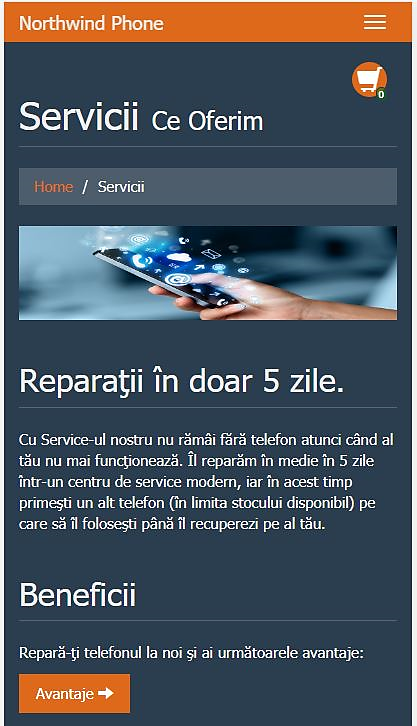 Northwind Phone
0
Servicii Ce Oferim
Home / Servicii
Reparaţii în doar 5 zile.
Cu Service-ul nostru nu rămâi fără telefon atunci când al
tău nu mai funcţionează. Îl reparăm în medie în 5 zile
într-un centru de service modern, iar în acest timp
primeşti un alt telefon (în limita stocului disponibil) pe
care să îl foloseşti până îl recuperezi pe al tău.
Beneficii
Repară-ţi telefonul la noi şi ai următoarele avantaje:
Avantaje